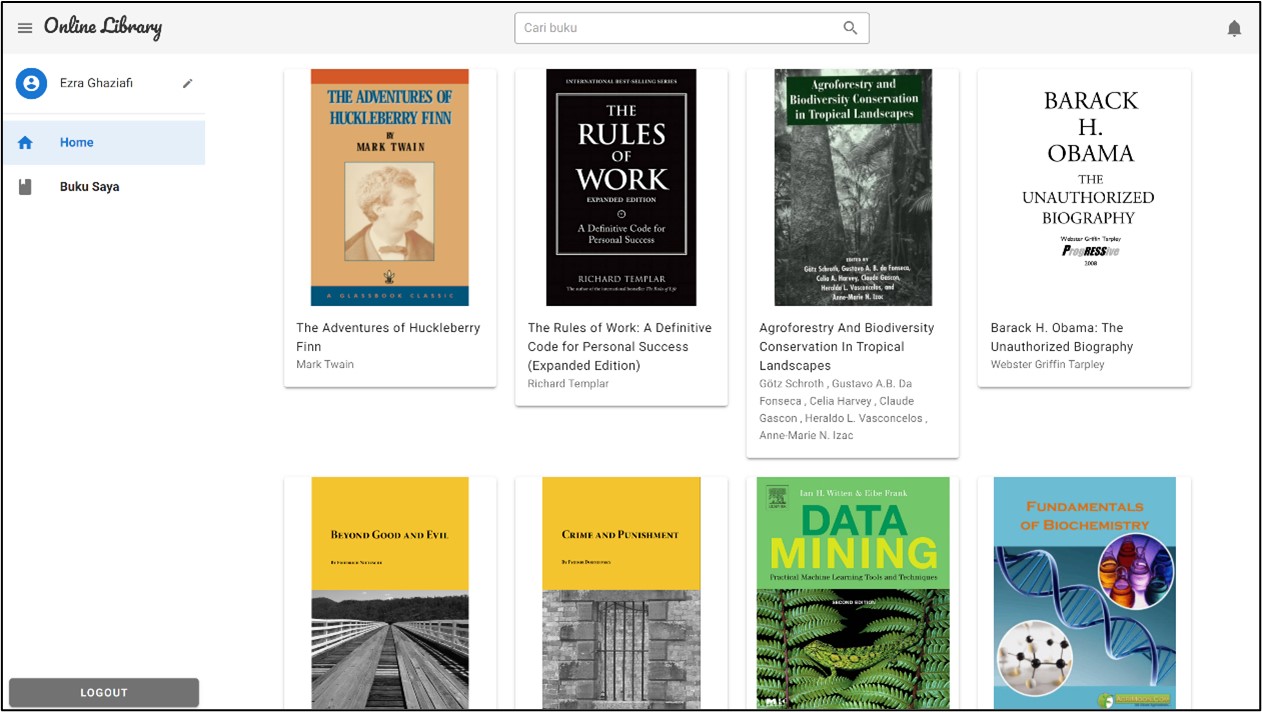 Online Library
Cari buku
Ezra Ghaziafi
Home
Buku Saya
LOGOUT
THE ADVENTURES OF
HUCKLEBERRY FINN
BY
MARK TWAIN
A GLASSBOOK CLASSIC
The Adventures of Huckleberry
Finn
Mark Twain
INTERNATIONAL BEST-SELLING SERIES
THE
RULES
OF
WORK
EXPANDED EDITION
A Definitive Code for
Personal Success
RICHARD TEMPLAR
The author of the international bestseller The Rules of Life
The Rules of Work: A Definitive
Code for Personal Success
(Expanded Edition)
Richard Templar
Agroforestry and
Biodiversity Conservation
in Tropical Landscapes
EDITED BY
Götz Schroth, Gustavo A. B. da Fonseca,
Celia A. Harvey, Claude Gascon,
Heraldo L. Vasconcelos,
and Anne-Marie N. Izac
Agroforestry And Biodiversity
Conservation In Tropical
Landscapes
Götz Schroth , Gustavo A.B. Da
Fonseca , Celia Harvey , Claude
Gascon , Heraldo L. Vasconcelos ,
Anne-Marie N. Izac
BARACK
H.
OBAMA
THE
UNAUTHORIZED
BIOGRAPHY
Webster Griffin Tarpley
ProgRESSive
2008
Barack H. Obama: The
Unauthorized Biography
Webster Griffin Tarpley
BEYOND GOOD AND EVIL
BY FRIEDRICH NIETZSCHE
CRIME AND PUNISHMENT
BY FYODOR DOSTOEVSKY
Ian H. Witten & Eibe Frank
DATA
MINING
Practical Machine Learning Tools and Techniques
SECOND EDITION
FUNDAMENTALS
OF BIOCHEMISTRY